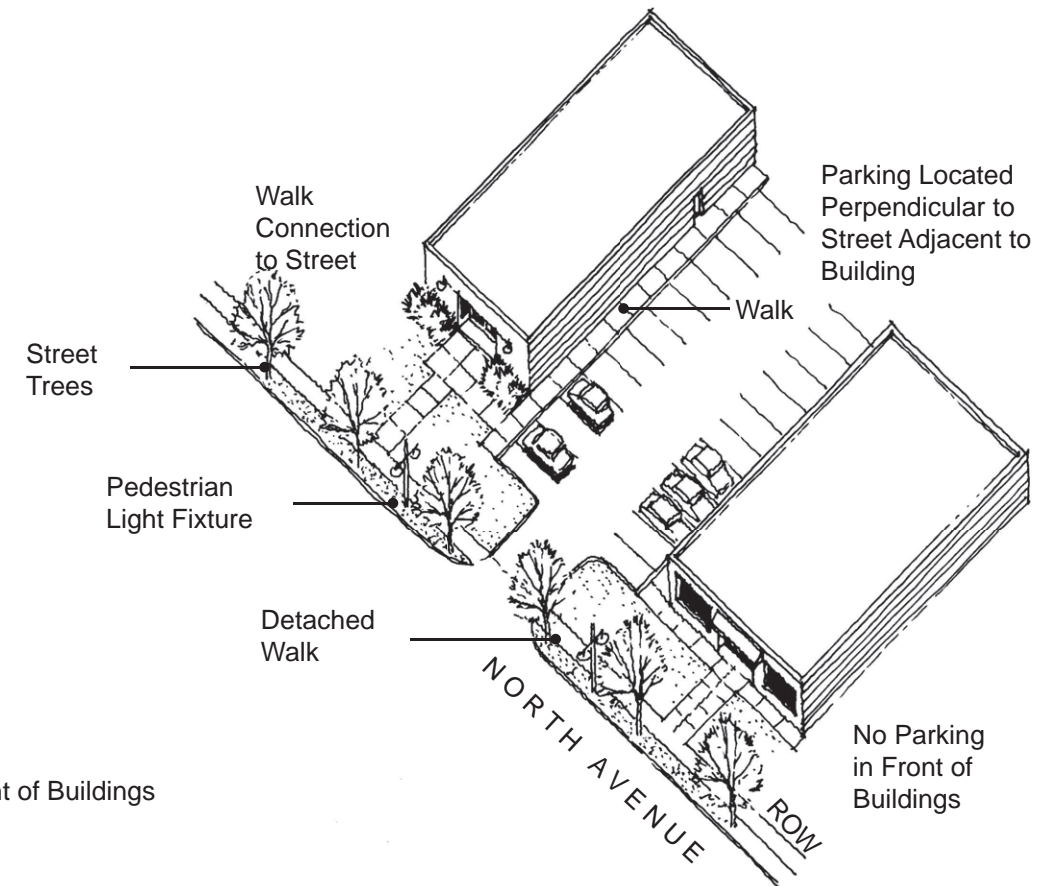 Walk
Connection
to Street
Parking Located
Perpendicular to
Street Adjacent to
Building
Walk
Street
Trees
Pedestrian
Light Fixture
Detached
Walk
NORTH AVENUE
ROW
No Parking
in Front of
Buildings
nt of Buildings